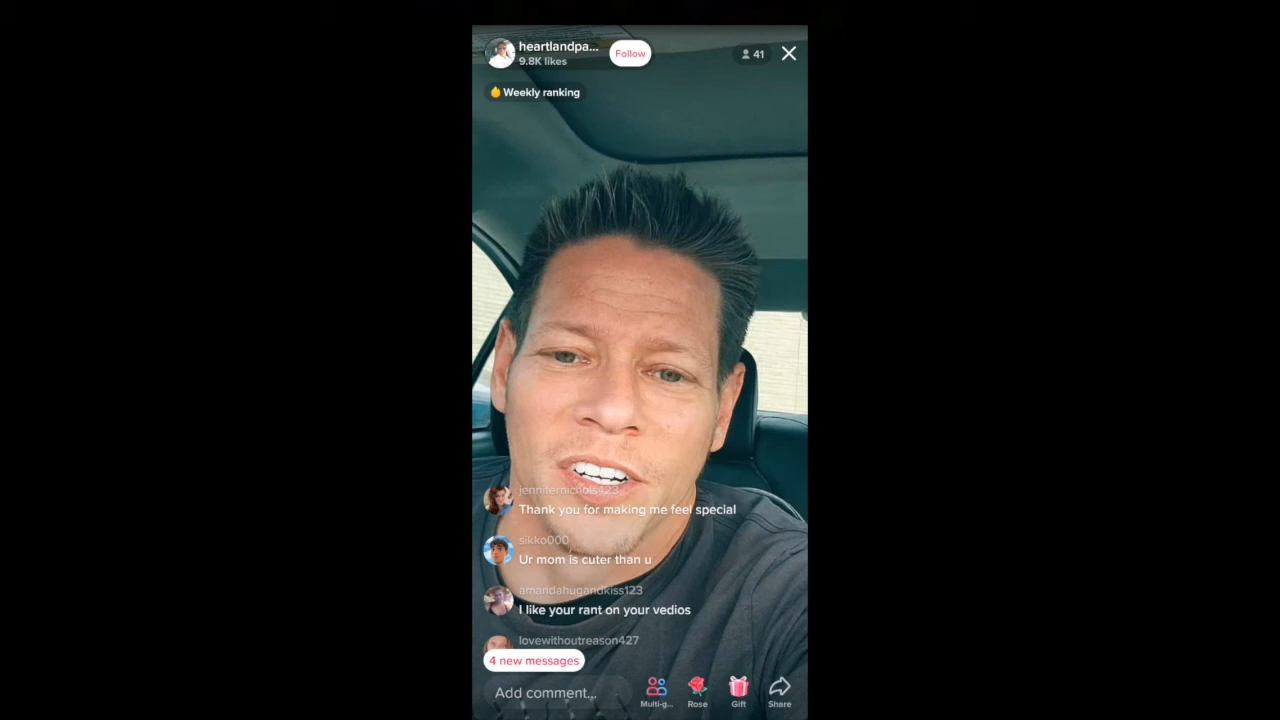 heartlandpa...
Follow
41
9.8K likes
Weekly ranking
jennifernichols423
Thank you for making me feel special
sikko000
Ur mom is cuter than u
amandahugandkiss123
I like your rant on your vedios
lovewithoutreason427
4 new messages
Add comment...
Multi-g...
Rose
Gift
Share